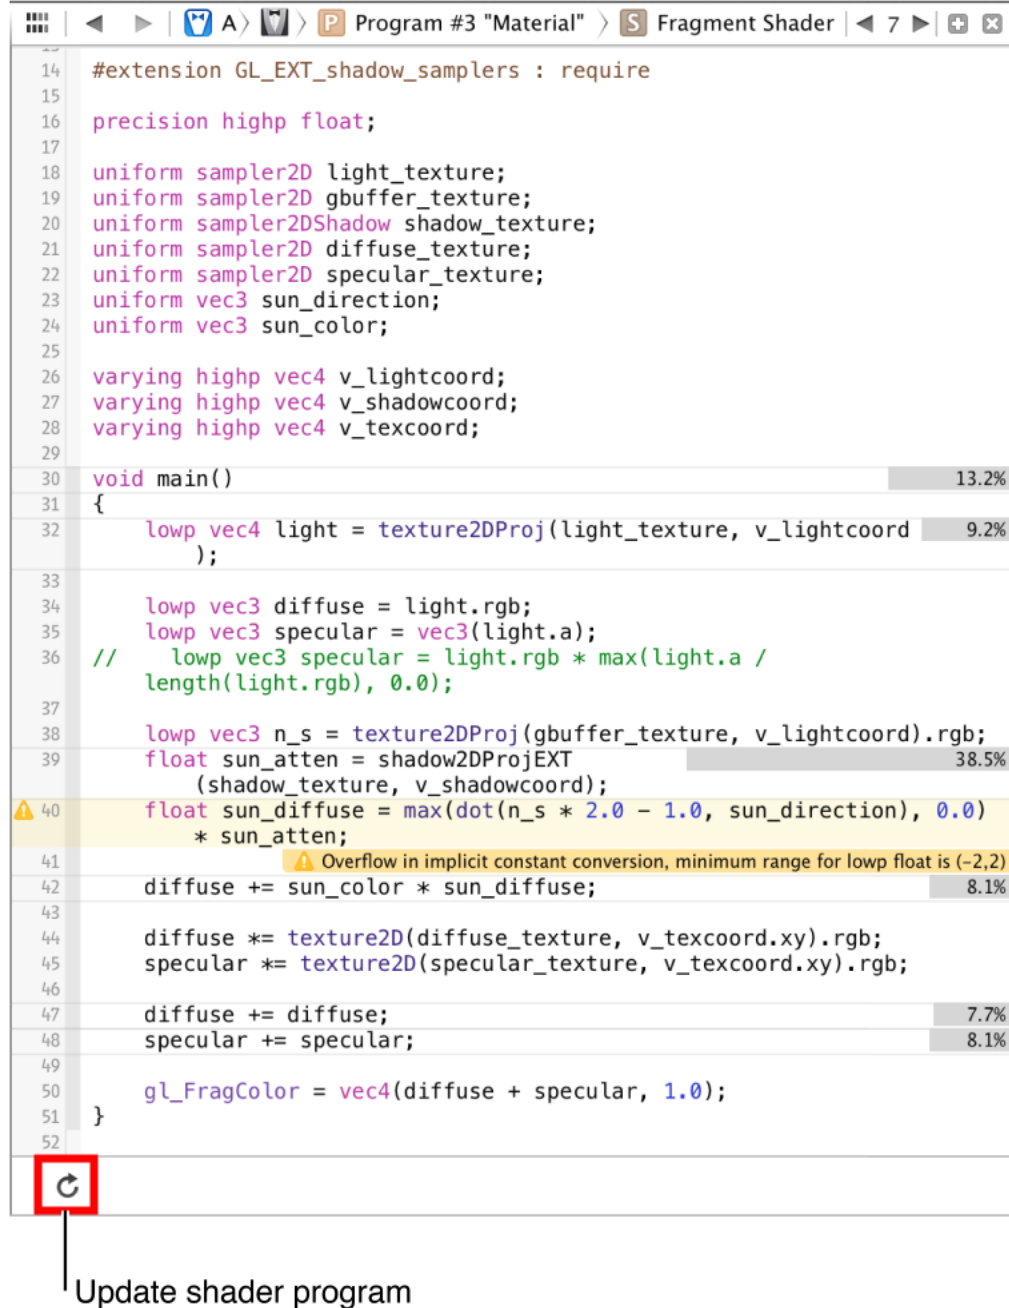 A Program #3 "Material" S Fragment Shader 7
14 #extension GL_EXT_shadow_samplers : require
15
16 precision highp float;
17
18 uniform sampler2D light_texture;
19 uniform sampler2D gbuffer_texture;
20 uniform sampler2DShadow shadow_texture;
21 uniform sampler2D diffuse_texture;
22 uniform sampler2D specular_texture;
23 uniform vec3 sun_direction;
24 uniform vec3 sun_color;
25
26 varying highp vec4 v_lightcoord;
27 varying highp vec4 v_shadowcoord;
28 varying highp vec4 v_texcoord;
29
30 void main() 13.2%
31 {
32 lowp vec4 light = texture2DProj(light_texture, v_lightcoord 9.2%
);
33
34 lowp vec3 diffuse = light.rgb;
35 lowp vec3 specular = vec3(light.a);
36 // lowp vec3 specular = light.rgb * max(light.a /
length(light.rgb), 0.0);
37
38 lowp vec3 n_s = texture2DProj(gbuffer_texture, v_lightcoord).rgb;
39 float sun_atten = shadow2DProjEXT 38.5%
(shadow_texture, v_shadowcoord);
40 float sun_diffuse = max(dot(n_s * 2.0 - 1.0, sun_direction), 0.0)
* sun_atten;
41 Overflow in implicit constant conversion, minimum range for lowp float is (-2,2)
42 diffuse += sun_color * sun_diffuse; 8.1%
43
44 diffuse *= texture2D(diffuse_texture, v_texcoord.xy).rgb;
45 specular *= texture2D(specular_texture, v_texcoord.xy).rgb;
46
47 diffuse += diffuse; 7.7%
48 specular += specular; 8.1%
49
50 gl_FragColor = vec4(diffuse + specular, 1.0);
51 }
52
Update shader program